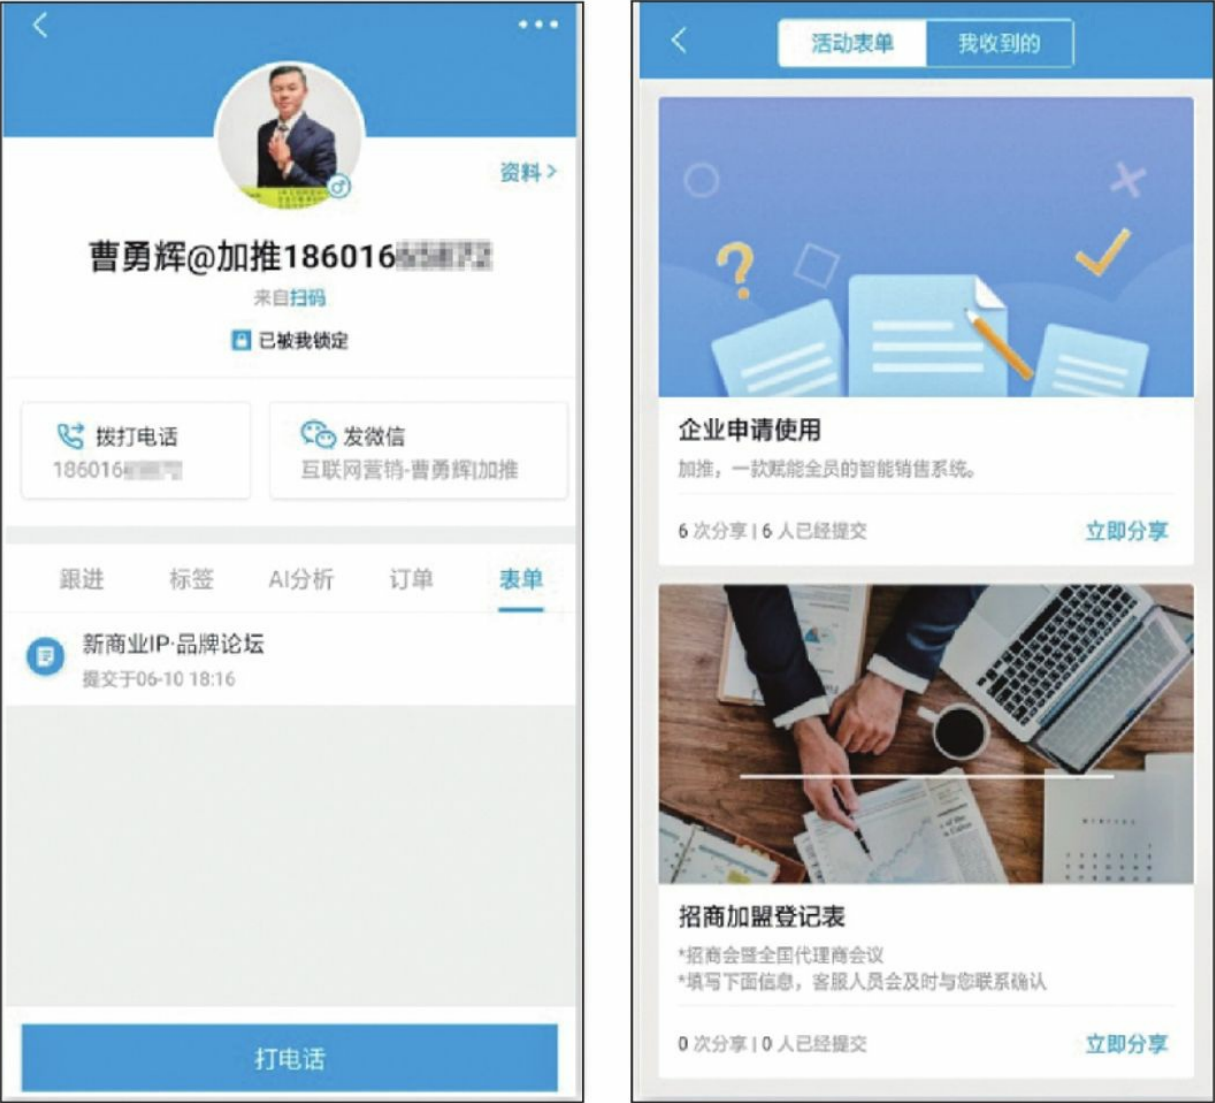 资料 >
曹勇辉@加推186016
来自扫码
已被我锁定
拨打电话
186016
发微信
互联网营销-曹勇辉|加推
跟进 标签 AI分析 订单 表单
新商业IP·品牌论坛
提交于06-10 18:16
打电话
活动表单 我收到的
企业申请使用
加推，一款赋能全员的智能销售系统。
6 次分享 | 6 人已经提交 立即分享
招商加盟登记表
*招商会暨全国代理商会议
*填写下面信息，客服人员会及时与您联系确认
0 次分享 | 0 人已经提交 立即分享